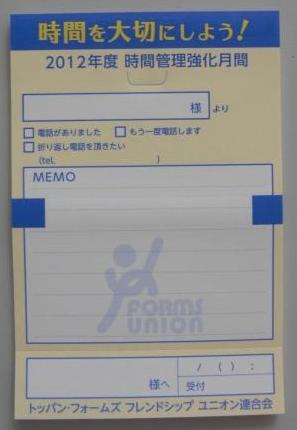 時間を大切にしよう!
2012年度 時間管理強化月間
様 より
電話がありました もう一度電話します
折り返し電話を頂きたい
(tel. )
MEMO
FORMS
UNION
/ ( ) :
様へ 受付
トッパン・フォームズ フレンドシップ ユニオン連合会